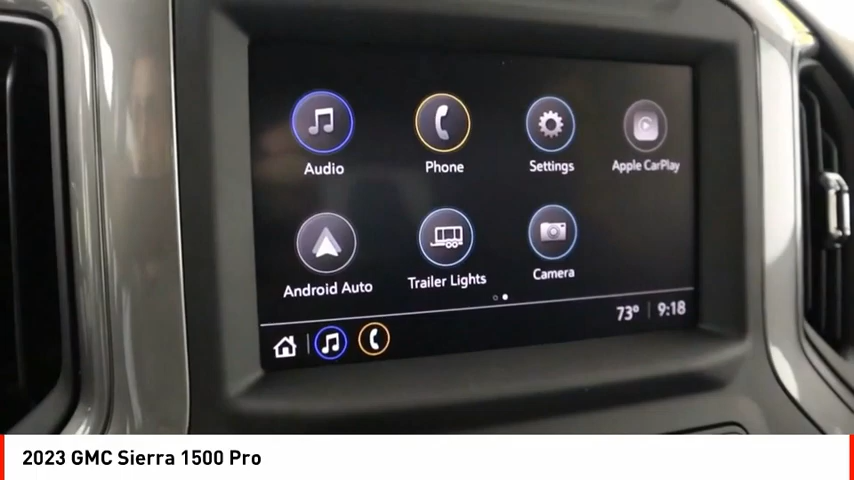 Audio Phone Settings Apple CarPlay
Android Auto Trailer Lights Camera
73° 9:18
2023 GMC Sierra 1500 Pro